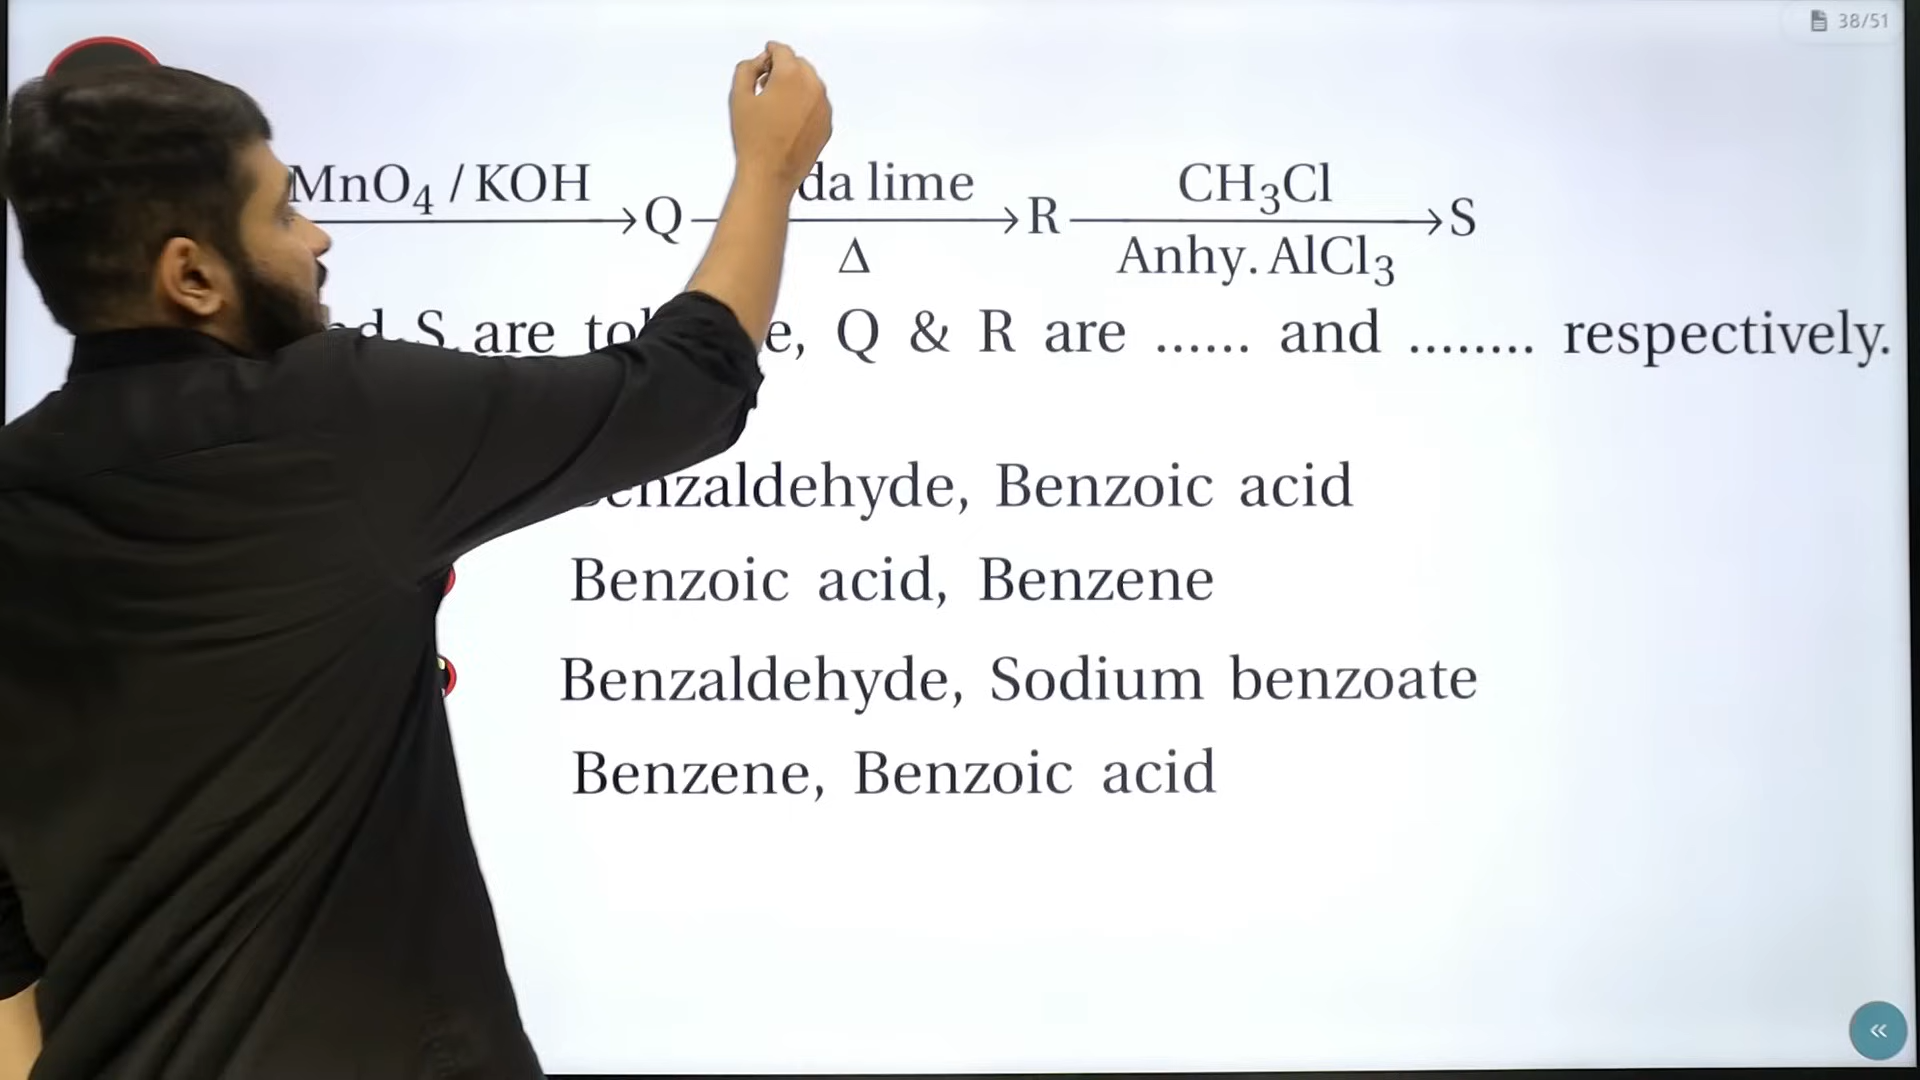 38/51
MnO₄ / KOH → Q → da lime Δ → R → CH₃Cl Anhy. AlCl₃ → S
S are e, Q & R are ...... and ........ respectively.
Benzoic acid
Benzoic acid, Benzene
Benzaldehyde, Sodium benzoate
Benzene, Benzoic acid
«